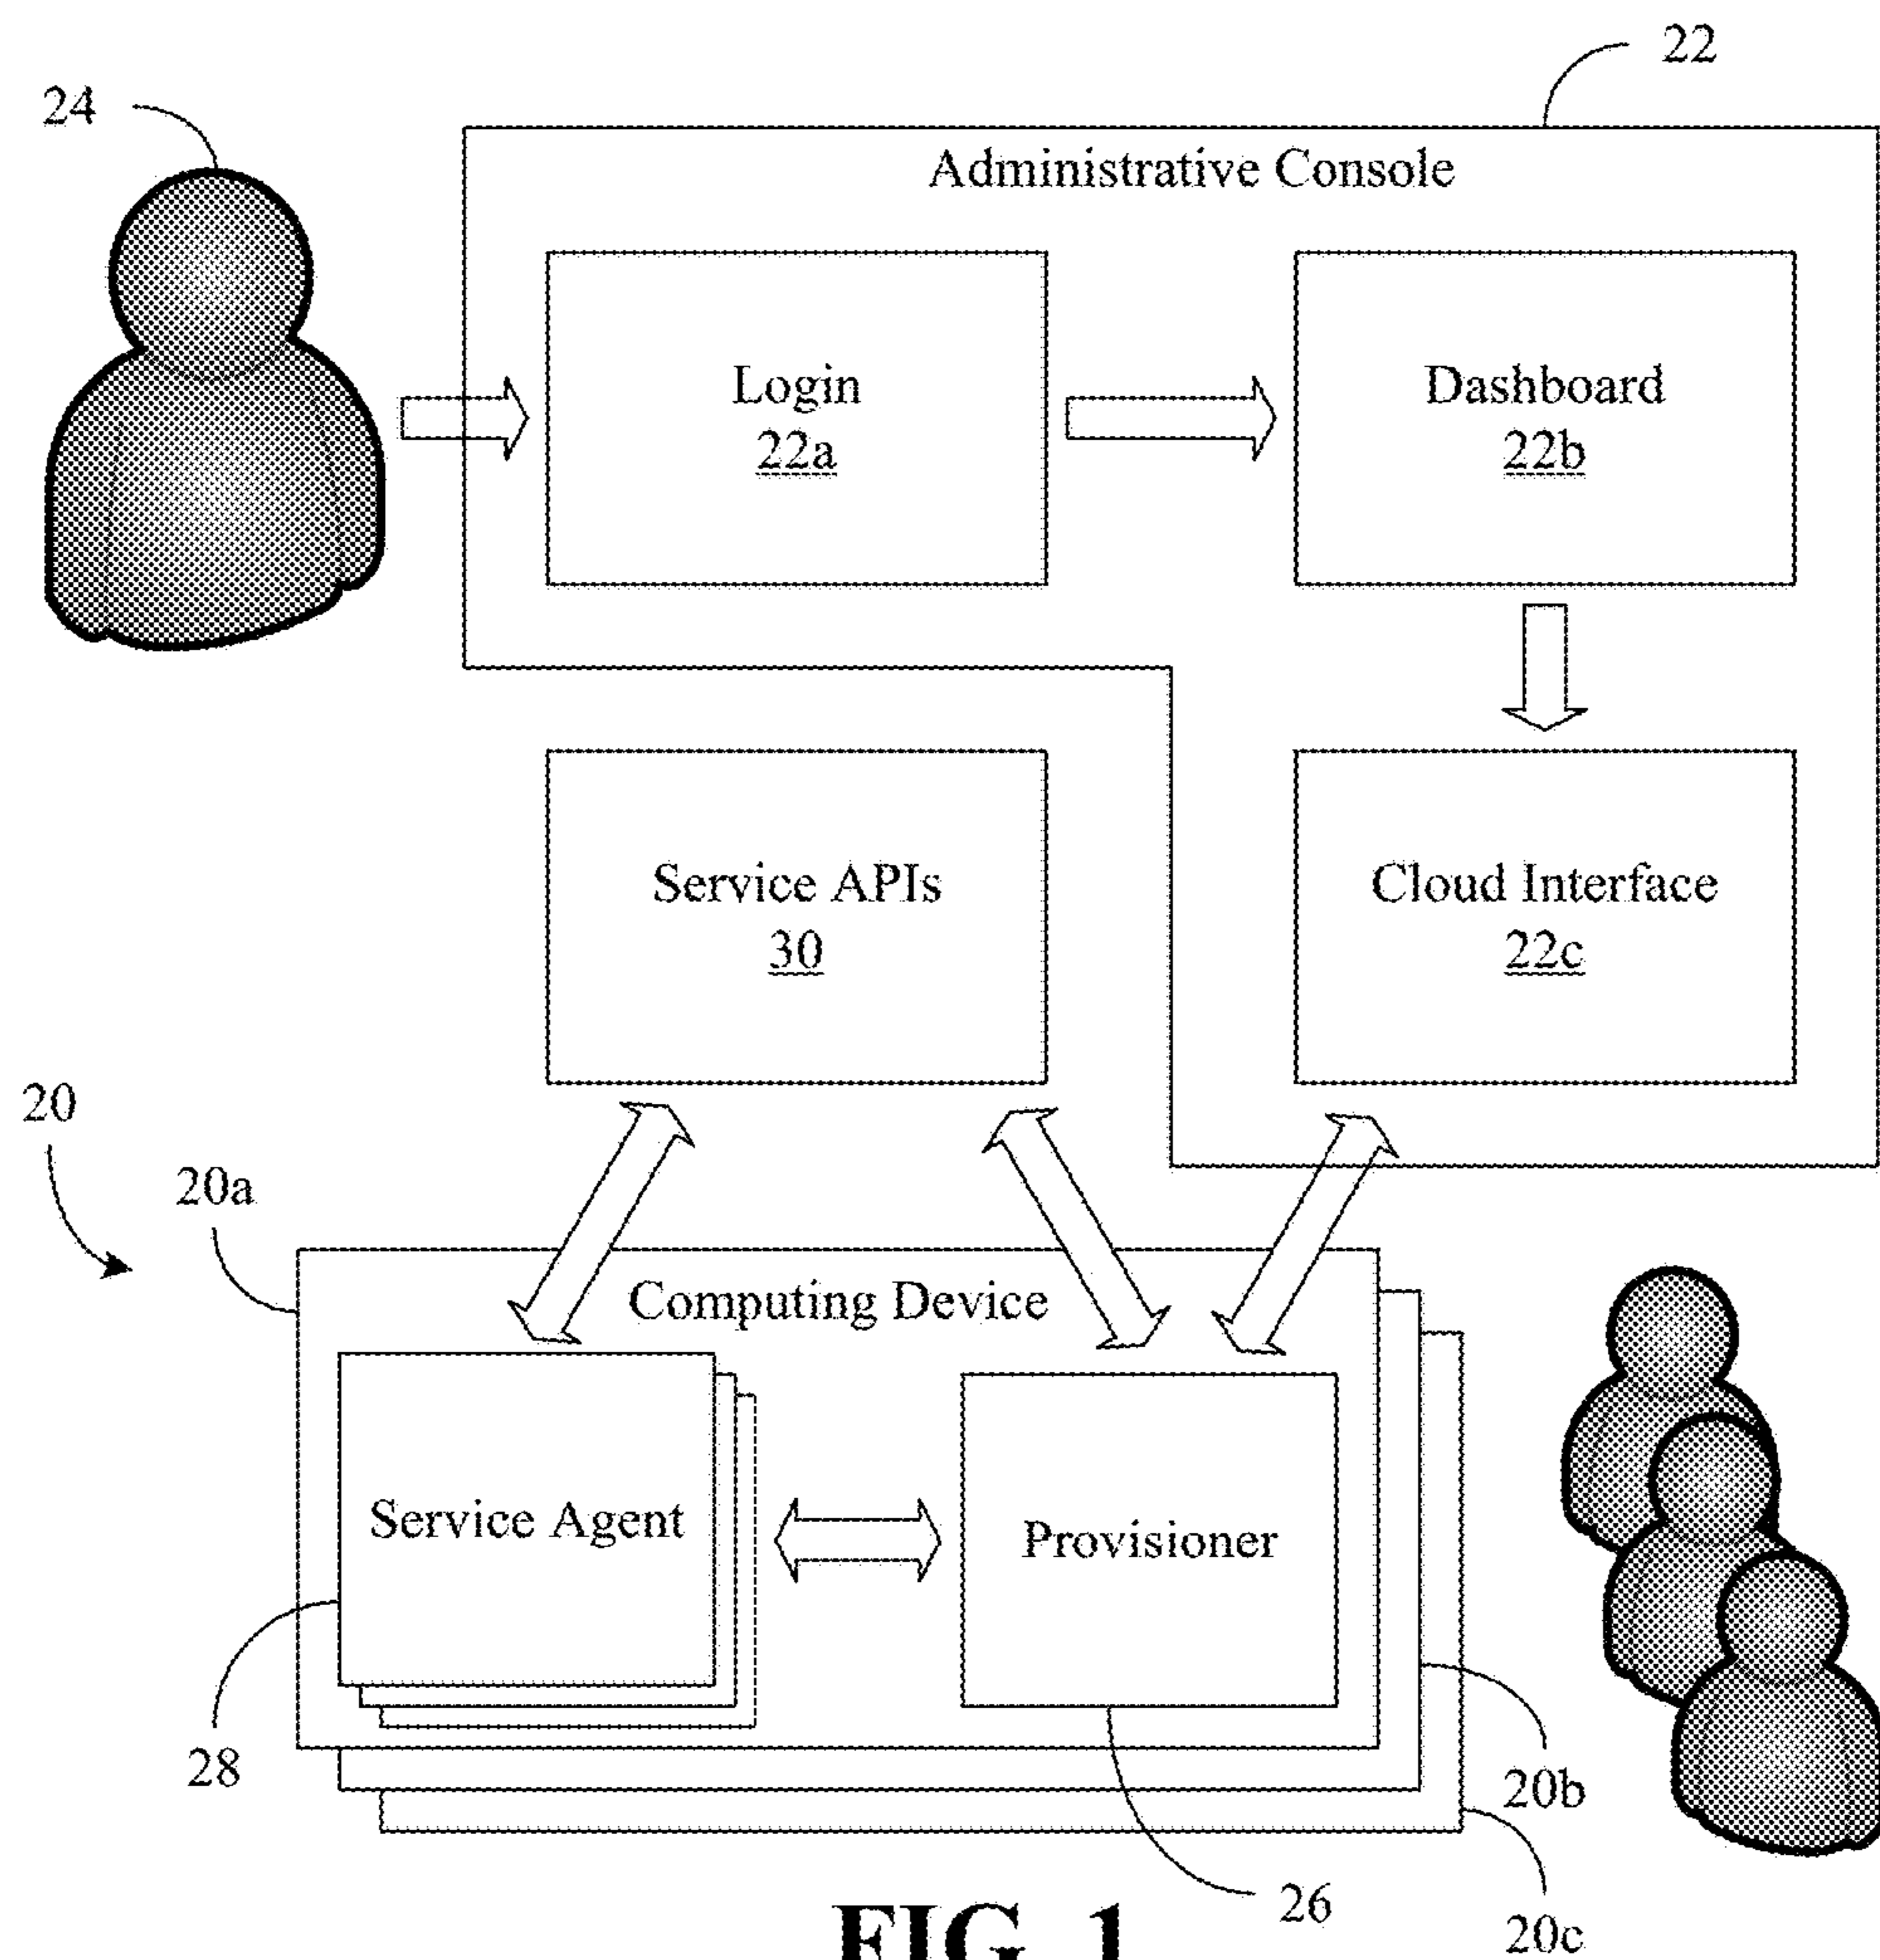 22
24
Administrative Console
Login
22a
Dashboard
22b
Service APIs
30
Cloud Interface
22c
20
20a
Computing Device
Service Agent
Provisioner
28
20b
26
20c
FIG. 1